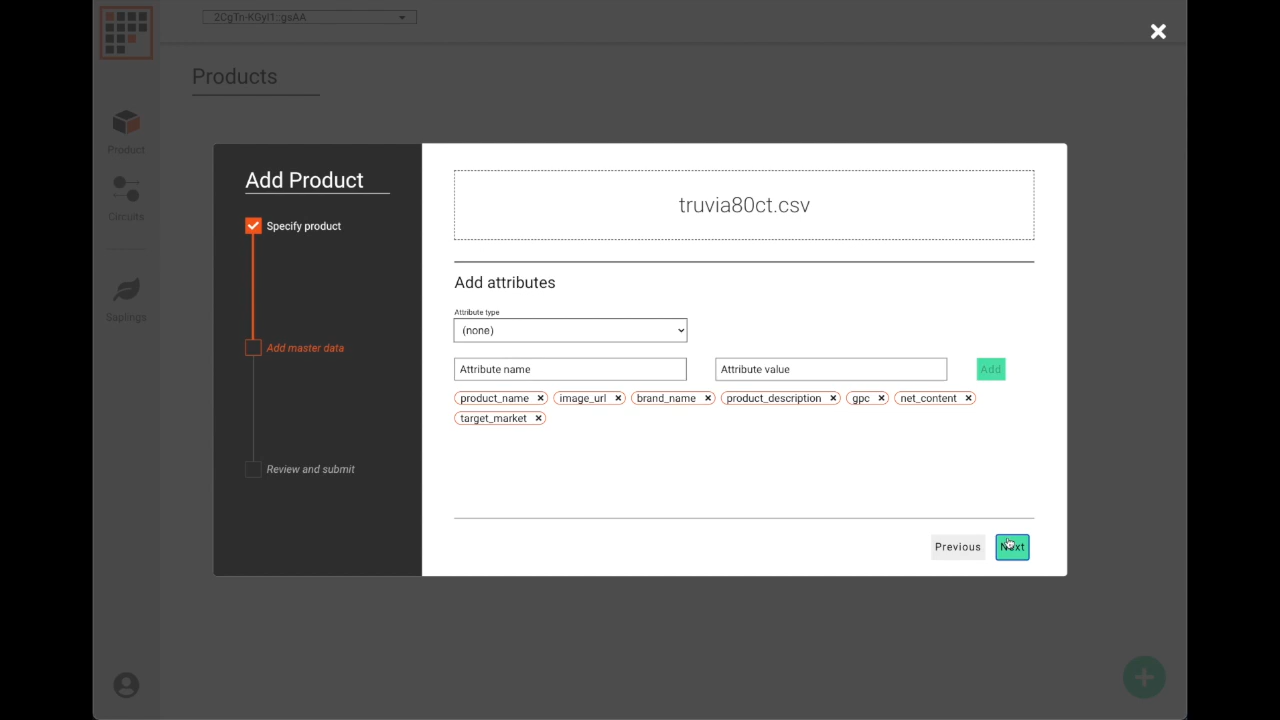 2CgTn-KGyl1::gsAA
Products
Product
Circuits
Saplings
Add Product
Specify product
Add master data
Review and submit
truvia80ct.csv
Add attributes
Attribute type
(none)
Attribute name Attribute value Add
product_name × image_url × brand_name × product_description × gpc × net_content ×
target_market ×
Previous Next